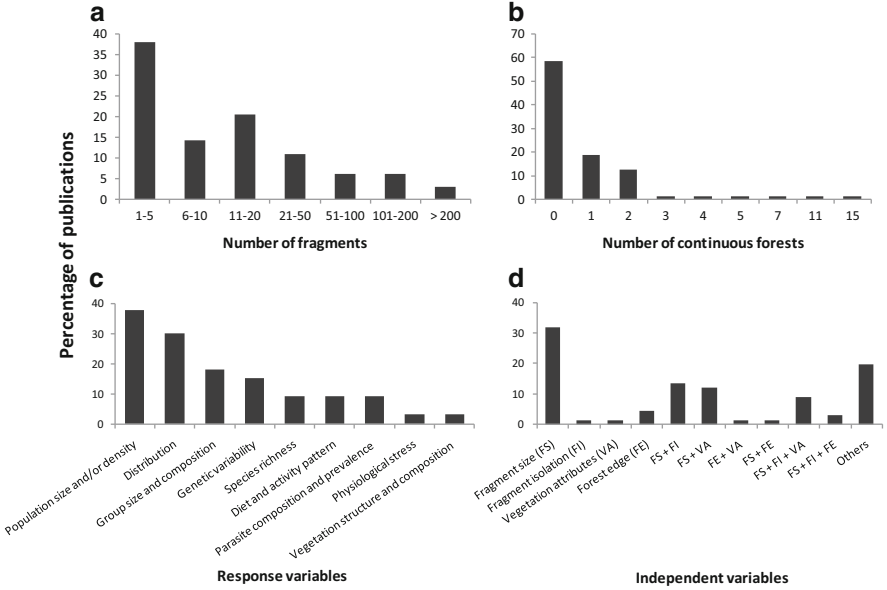 a
40
35
30
25
20
15
10
5
0
1-5 6-10 11-20 21-50 51-100 101-200 > 200
Number of fragments
b
70
60
50
40
30
20
10
0
0 1 2 3 4 5 7 11 15
Number of continuous forests
Percentage of publications
c
40
30
20
10
0
Population size and/or density
Distribution
Group size and composition
Genetic variability
Species richness
Diet and activity pattern
Parasite composition and prevalence
Physiological stress
Vegetation structure and composition
Response variables
d
40
30
20
10
0
Fragment size (FS)
Fragment isolation (FI)
Vegetation attributes (VA)
Forest edge (FE)
FS + FI
FS + VA
FE + VA
FS + FE
FS + FI + VA
FS + FI + FE
Others
Independent variables